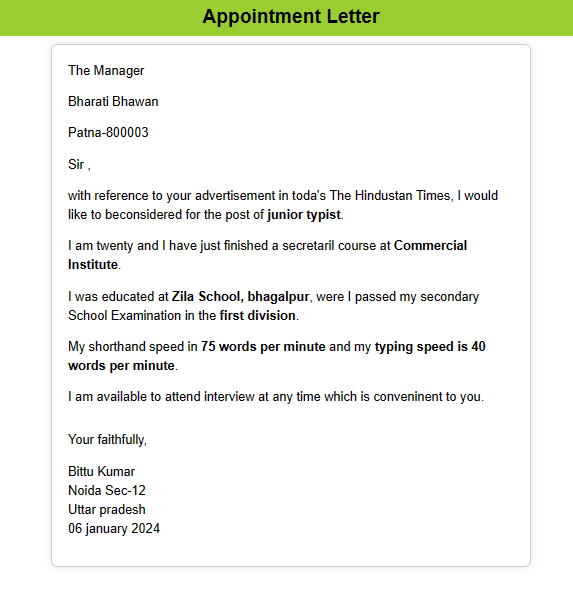 Appointment Letter
The Manager
Bharati Bhawan
Patna-800003
Sir ,
with reference to your advertisement in toda's The Hindustan Times, I would
like to beconsidered for the post of junior typist.
I am twenty and I have just finished a secretaril course at Commercial
Institute.
I was educated at Zila School, bhagalpur, were I passed my secondary
School Examination in the first division.
My shorthand speed in 75 words per minute and my typing speed is 40
words per minute.
I am available to attend interview at any time which is conveninent to you.
Your faithfully,
Bittu Kumar
Noida Sec-12
Uttar pradesh
06 january 2024